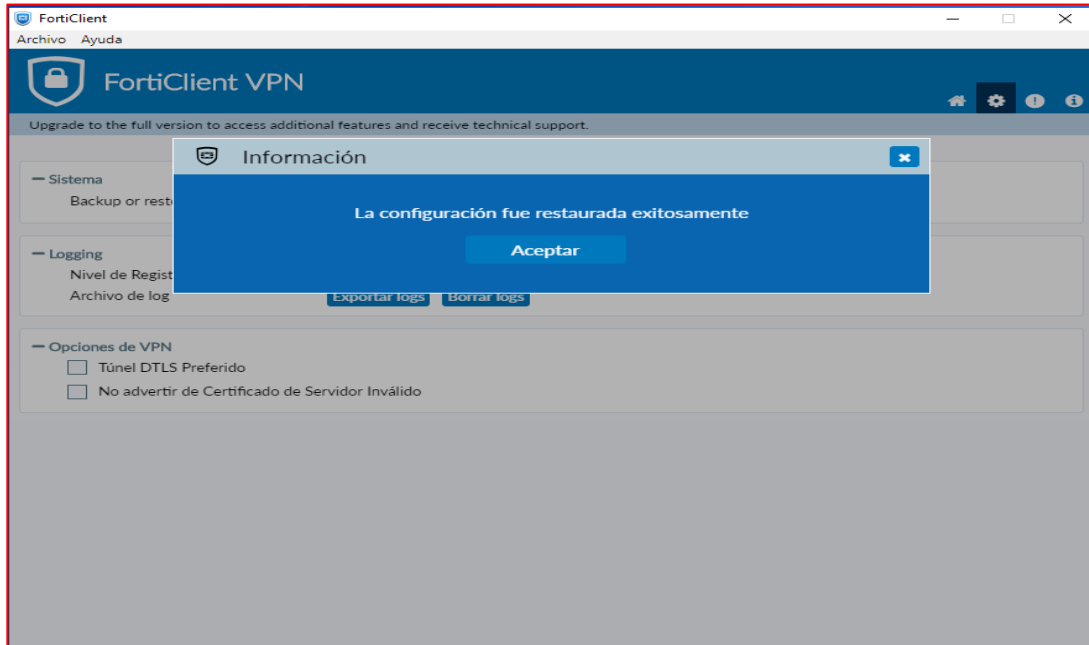 FortiClient
Archivo Ayuda
FortiClient VPN
Upgrade to the full version to access additional features and receive technical support.
Información
Sistema
Backup or
La configuración fue restaurada exitosamente
Aceptar
Logging
Nivel de
Archivo de log
Exportar logs Borrar logs
Opciones de VPN
Túnel DTLS Preferido
No advertir de Certificado de Servidor Inválido